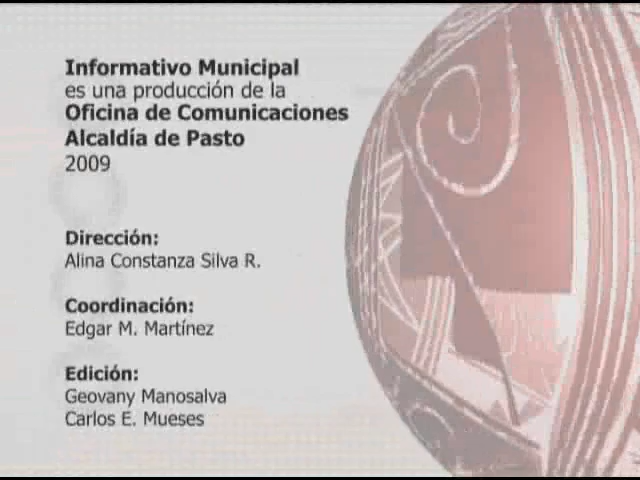 Informativo Municipal
es una producción de la
Oficina de Comunicaciones
Alcaldía de Pasto
2009
Dirección:
Alina Constanza Silva R.
Coordinación:
Edgar M. Martínez
Edición:
Geovany Manosalva
Carlos E. Mueses